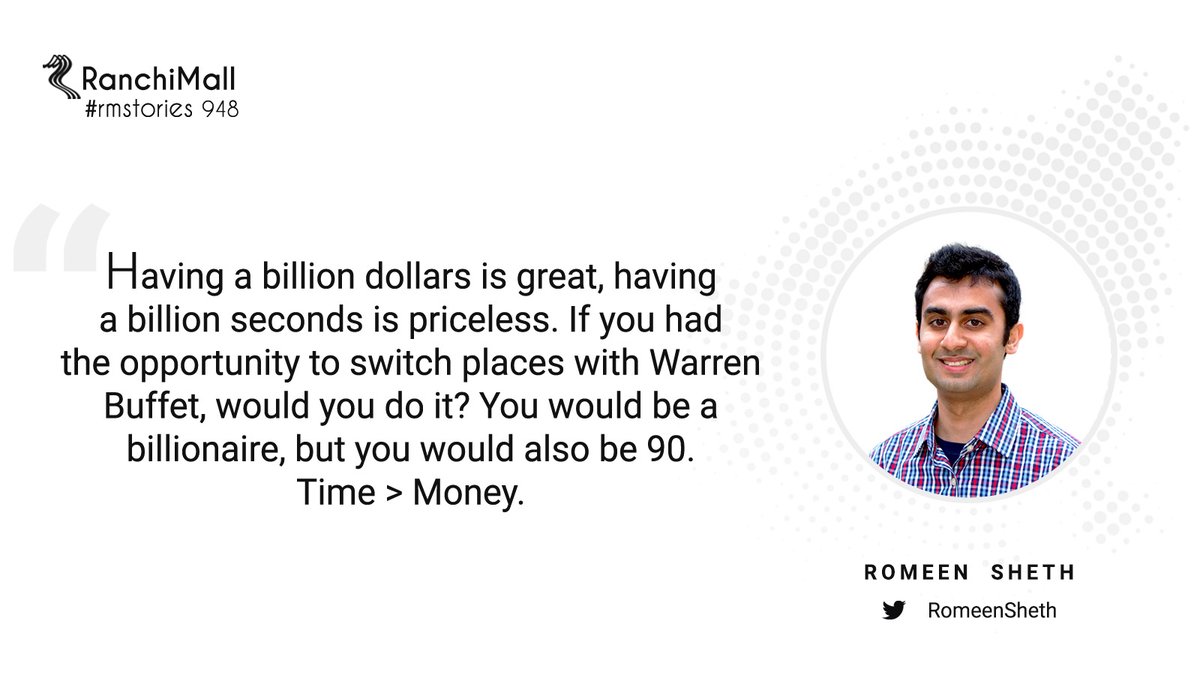 RanchiMall
#rmstories 948
“
Having a billion dollars is great, having
a billion seconds is priceless. If you had
the opportunity to switch places with Warren
Buffet, would you do it? You would be a
billionaire, but you would also be 90.
Time > Money.
ROMEEN SHETH
RomeenSheth